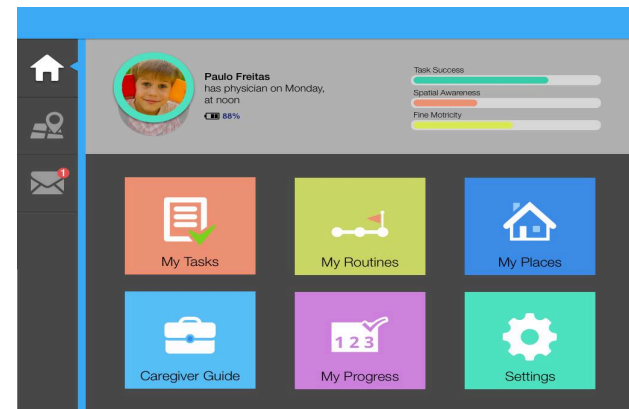 1
Paulo Freitas
has physician on Monday,
at noon
88%
Task Success
Spatial Awareness
Fine Motricity
My Tasks
My Routines
My Places
Caregiver Guide
1 2 3
My Progress
Settings